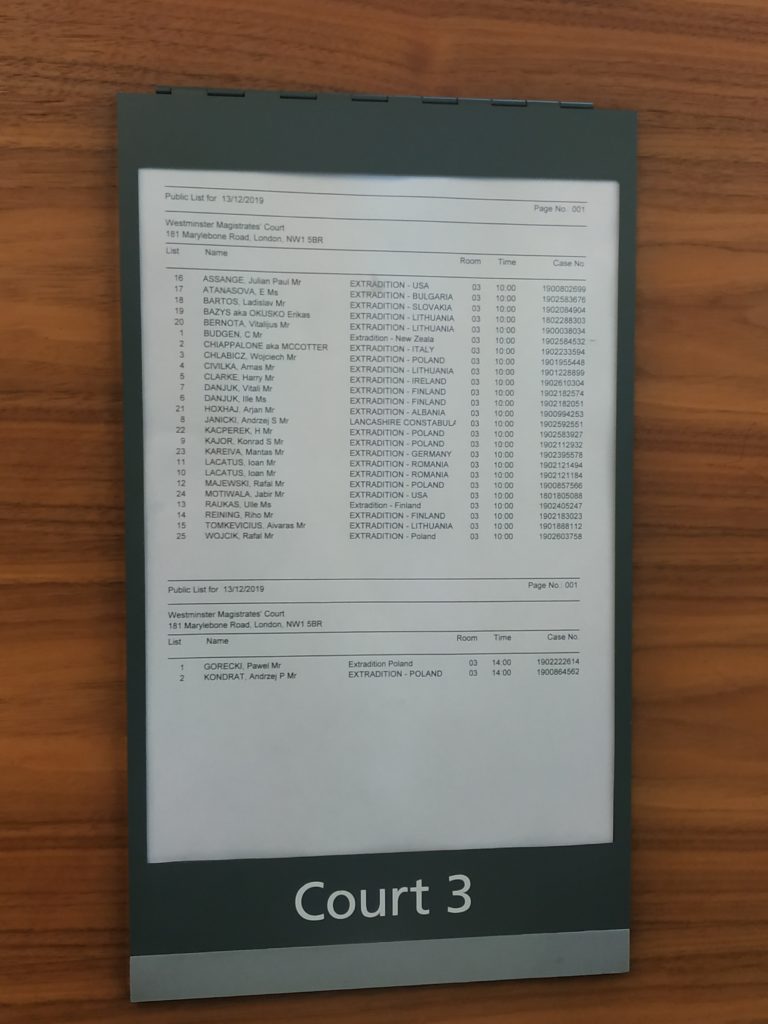 Public List for 13/12/2019 Page No. 001
Westminster Magistrates' Court
181 Marylebone Road, London, NW1 5BR
List Name Room Time Case No.
16 ASSANGE, Julian Paul Mr EXTRADITION - USA 03 10:00 1900802699
17 ATANASOVA, E Ms EXTRADITION - BULGARIA 03 10:00 1902583676
18 BARTOS, Ladislav Mr EXTRADITION - SLOVAKIA 03 10:00 1902084904
19 BAZYS aka OKUSKO Erikas EXTRADITION - LITHUANIA 03 10:00 1802288303
20 BERNOTA, Vitalijus Mr EXTRADITION - LITHUANIA 03 10:00 1900038034
1 BUDGEN, C Mr Extradition - New Zeala 03 10:00 1902584532
2 CHIAPPALONE aka MCCOTTER EXTRADITION - ITALY 03 10:00 1902233594
3 CHLABICZ, Wojciech Mr EXTRADITION - POLAND 03 10:00 1901955448
4 CIVILKA, Arnas Mr EXTRADITION - LITHUANIA 03 10:00 1901228899
5 CLARKE, Harry Mr EXTRADITION - IRELAND 03 10:00 1902610304
7 DANJUK, Vitali Mr EXTRADITION - FINLAND 03 10:00 1902182574
6 DANJUK, Ille Ms EXTRADITION - FINLAND 03 10:00 1902182051
21 HOXHAJ, Arjan Mr EXTRADITION - ALBANIA 03 10:00 1900994253
8 JANICKI, Andrzej S Mr LANCASHIRE CONSTABULA 03 10:00 1902592551
22 KACPEREK, H Mr EXTRADITION - POLAND 03 10:00 1902583927
9 KAJOR, Konrad S Mr EXTRADITION - POLAND 03 10:00 1902112932
23 KAREIVA, Mantas Mr EXTRADITION - GERMANY 03 10:00 1902395578
11 LACATUS, Ioan Mr EXTRADITION - ROMANIA 03 10:00 1902121494
10 LACATUS, Ioan Mr EXTRADITION - ROMANIA 03 10:00 1902121184
12 MAJEWSKI, Rafal Mr EXTRADITION - POLAND 03 10:00 1900857566
24 MOTIWALA, Jabir Mr EXTRADITION - USA 03 10:00 1801805088
13 RAUKAS, Ulle Ms Extradition - Finland 03 10:00 1902405247
14 REINING, Riho Mr EXTRADITION - FINLAND 03 10:00 1902183023
15 TOMKEVICIUS, Aivaras Mr EXTRADITION - LITHUANIA 03 10:00 1901888112
25 WOJCIK, Rafal Mr EXTRADITION - Poland 03 10:00 1902603758
Public List for 13/12/2019 Page No. 001
Westminster Magistrates' Court
181 Marylebone Road, London, NW1 5BR
List Name Room Time Case No.
1 GORECKI, Pawel Mr Extradition Poland 03 14:00 1902222614
2 KONDRAT, Andrzej P Mr EXTRADITION - POLAND 03 14:00 1900864562
Court 3